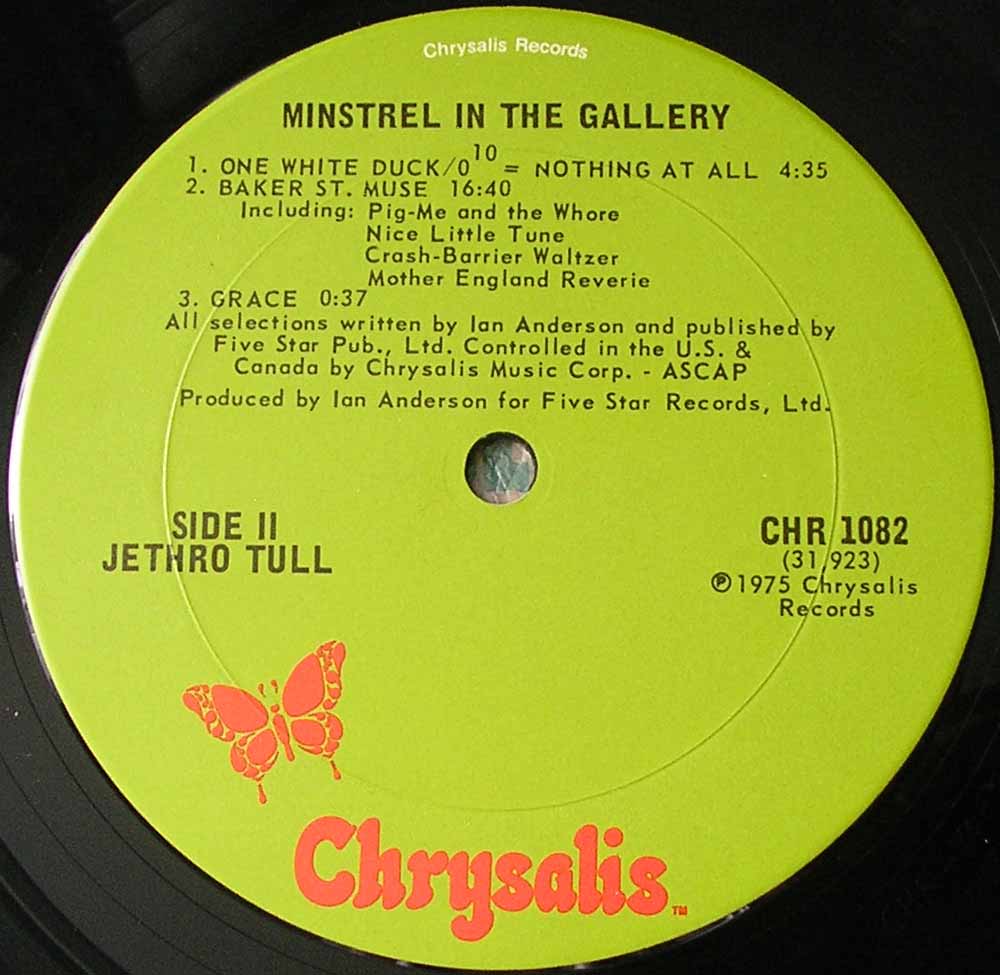 Chrysalis Records
MINSTREL IN THE GALLERY
1. ONE WHITE DUCK/0¹⁰ = NOTHING AT ALL 4:35
2. BAKER ST. MUSE 16:40
Including: Pig-Me and the Whore
Nice Little Tune
Crash-Barrier Waltzer
Mother England Reverie
3. GRACE 0:37
All selections written by Ian Anderson and published by
Five Star Pub., Ltd. Controlled in the U.S. &
Canada by Chrysalis Music Corp. - ASCAP
Produced by Ian Anderson for Five Star Records, Ltd.
SIDE II
JETHRO TULL
CHR 1082
(31,923)
℗1975 Chrysalis
Records
Chrysalis™